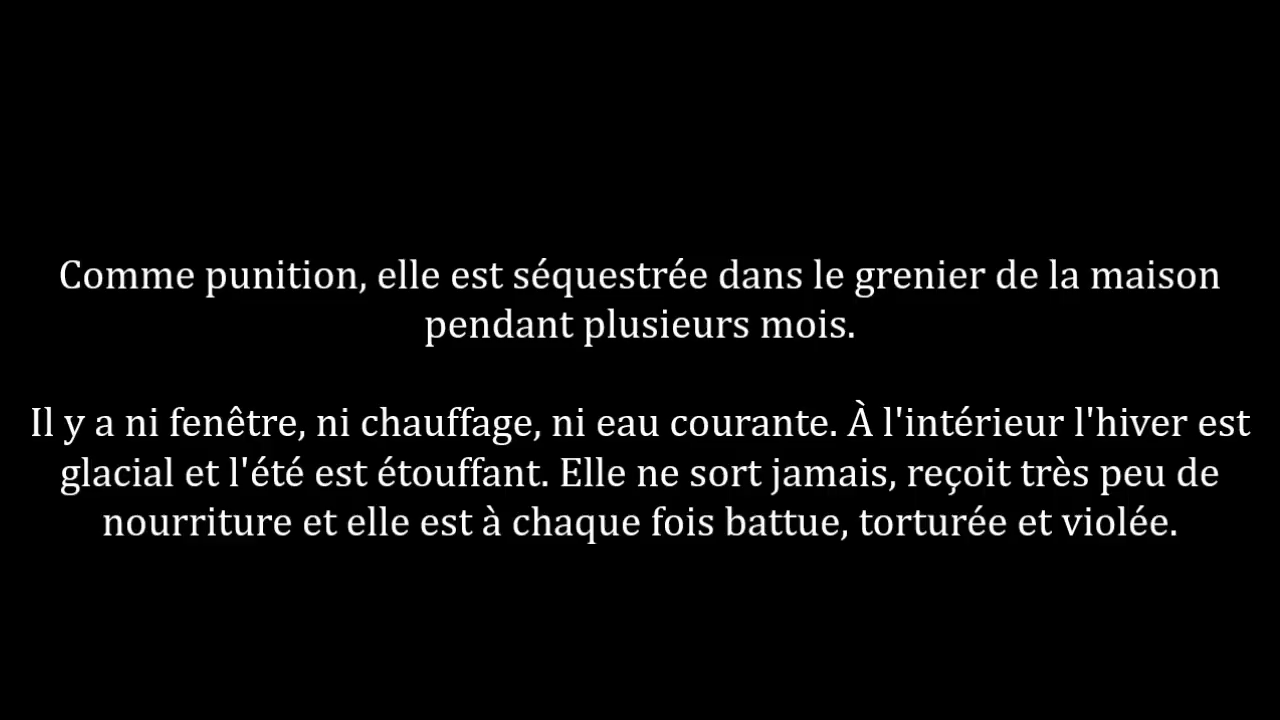 Comme punition, elle est séquestrée dans le grenier de la maison
pendant plusieurs mois.
Il y a ni fenêtre, ni chauffage, ni eau courante. À l'intérieur l'hiver est
glacial et l'été est étouffant. Elle ne sort jamais, reçoit très peu de
nourriture et elle est à chaque fois battue, torturée et violée.